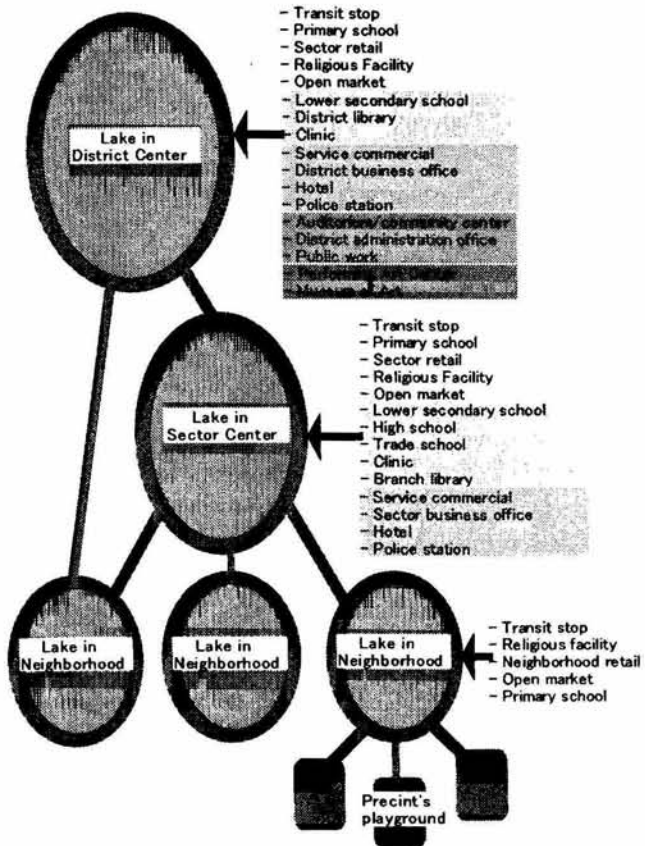 - Transit stop
- Primary school
- Sector retail
- Religious Facility
- Open market
- Lower secondary school
- District library
- Clinic
- Service commercial
- District business office
- Hotel
- Police station
- Auditorium/community center
- District administration office
- Public work
- Performing art Center
Lake in
District Center
- Transit stop
- Primary school
- Sector retail
- Religious Facility
- Open market
- Lower secondary school
- High school
- Trade school
- Clinic
- Branch library
- Service commercial
- Sector business office
- Hotel
- Police station
Lake in
Sector Center
Lake in
Neighborhood
Lake in
Neighborhood
Lake in
Neighborhood
- Transit stop
- Religious facility
- Neighborhood retail
- Open market
- Primary school
Precint's
playground